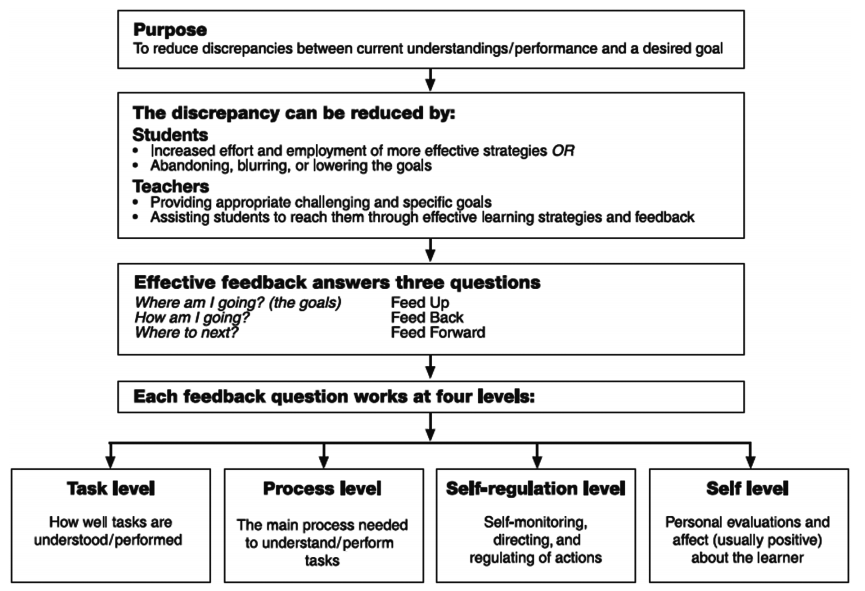 Purpose
To reduce discrepancies between current understandings/performance and a desired goal
The discrepancy can be reduced by:
Students
• Increased effort and employment of more effective strategies OR
• Abandoning, blurring, or lowering the goals
Teachers
• Providing appropriate challenging and specific goals
• Assisting students to reach them through effective learning strategies and feedback
Effective feedback answers three questions
Where am I going? (the goals) Feed Up
How am I going? Feed Back
Where to next? Feed Forward
Each feedback question works at four levels:
Task level
How well tasks are
understood/performed
Process level
The main process needed
to understand/perform
tasks
Self-regulation level
Self-monitoring,
directing, and
regulating of actions
Self level
Personal evaluations and
affect (usually positive)
about the learner